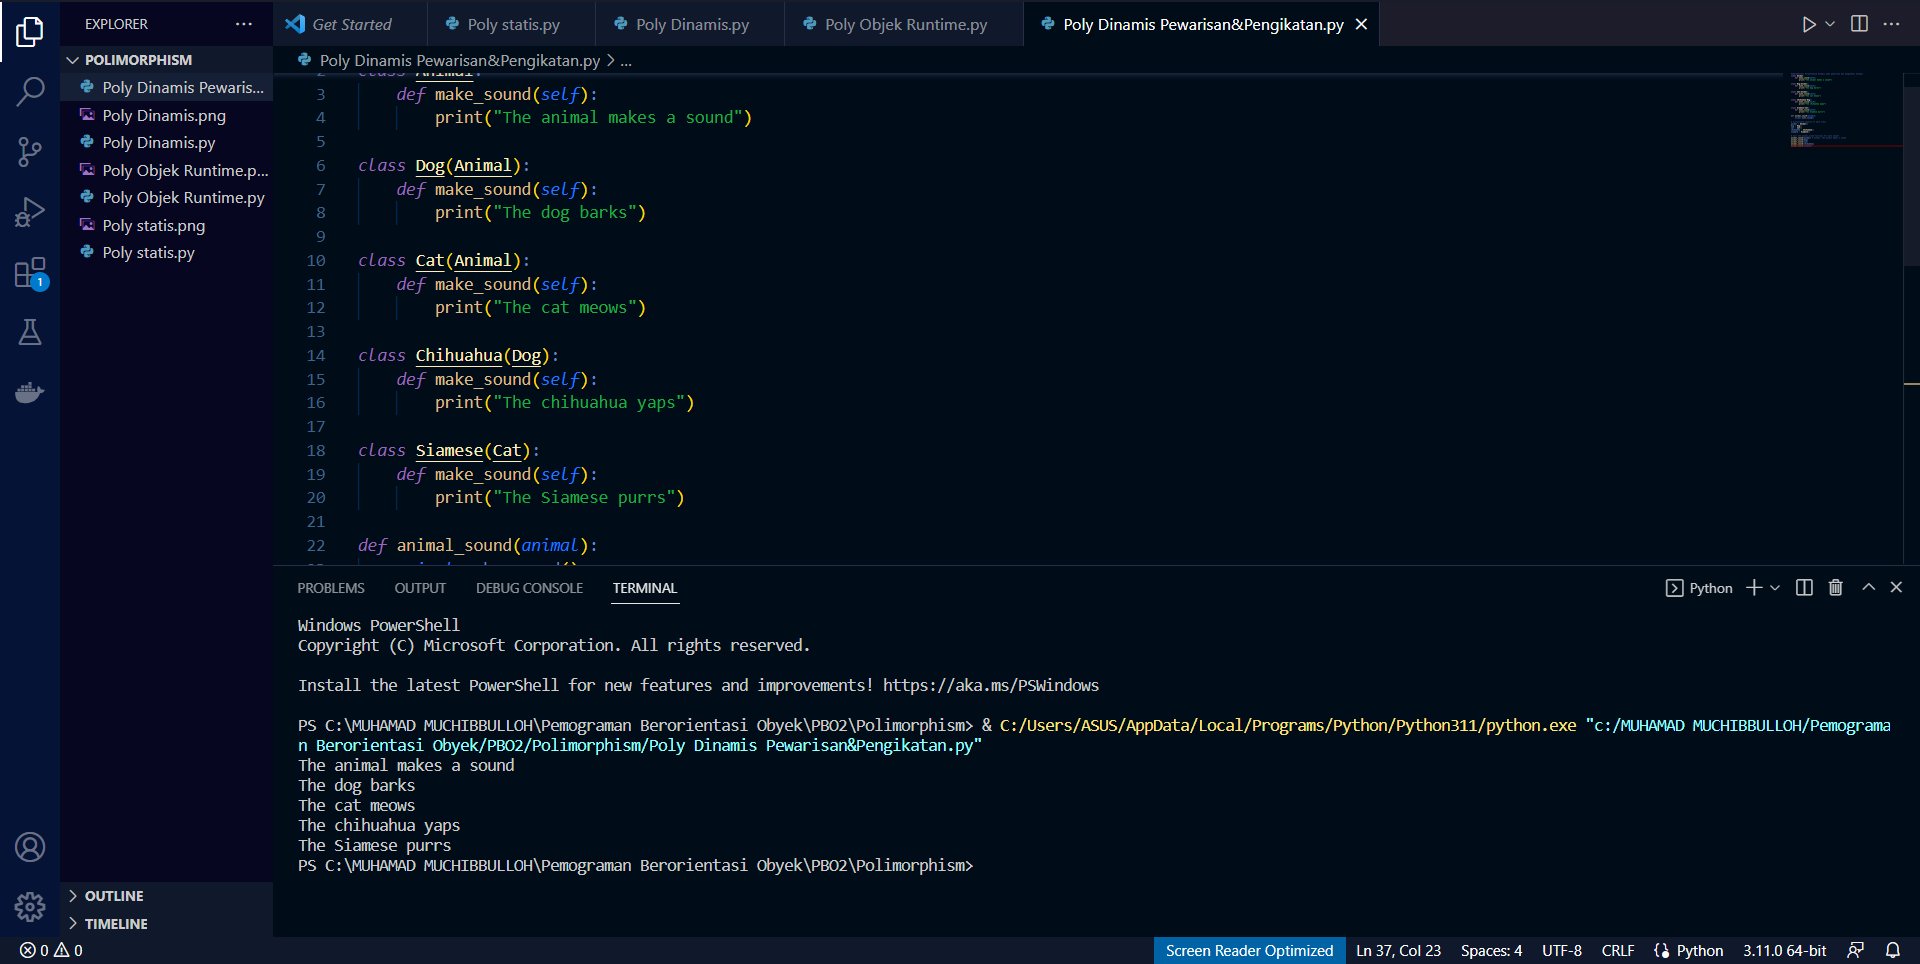 EXPLORER
Get Started
Poly statis.py
Poly Dinamis.py
Poly Objek Runtime.py
Poly Dinamis Pewarisan&Pengikatan.py
POLIMORPHISM
Poly Dinamis Pewaris...
Poly Dinamis.png
Poly Dinamis.py
Poly Objek Runtime.p...
Poly Objek Runtime.py
Poly statis.png
Poly statis.py
1
OUTLINE
TIMELINE
Poly Dinamis Pewarisan&Pengikatan.py > ...
2 class Animal:
3 def make_sound(self):
4 print("The animal makes a sound")
5
6 class Dog(Animal):
7 def make_sound(self):
8 print("The dog barks")
9
10 class Cat(Animal):
11 def make_sound(self):
12 print("The cat meows")
13
14 class Chihuahua(Dog):
15 def make_sound(self):
16 print("The chihuahua yaps")
17
18 class Siamese(Cat):
19 def make_sound(self):
20 print("The Siamese purrs")
21
22 def animal_sound(animal):
PROBLEMS OUTPUT DEBUG CONSOLE TERMINAL
Python
Windows PowerShell
Copyright (C) Microsoft Corporation. All rights reserved.
Install the latest PowerShell for new features and improvements! https://aka.ms/PSWindows
PS C:\MUHAMAD MUCHIBBULLOH\Pemograman Berorientasi Obyek\PBO2\Polimorphism> & C:/Users/ASUS/AppData/Local/Programs/Python/Python311/python.exe "c:/MUHAMAD MUCHIBBULLOH/Pemograma
n Berorientasi Obyek/PBO2/Polimorphism/Poly Dinamis Pewarisan&Pengikatan.py"
The animal makes a sound
The dog barks
The cat meows
The chihuahua yaps
The Siamese purrs
PS C:\MUHAMAD MUCHIBBULLOH\Pemograman Berorientasi Obyek\PBO2\Polimorphism>
0 0
Screen Reader Optimized Ln 37, Col 23 Spaces: 4 UTF-8 CRLF Python 3.11.0 64-bit